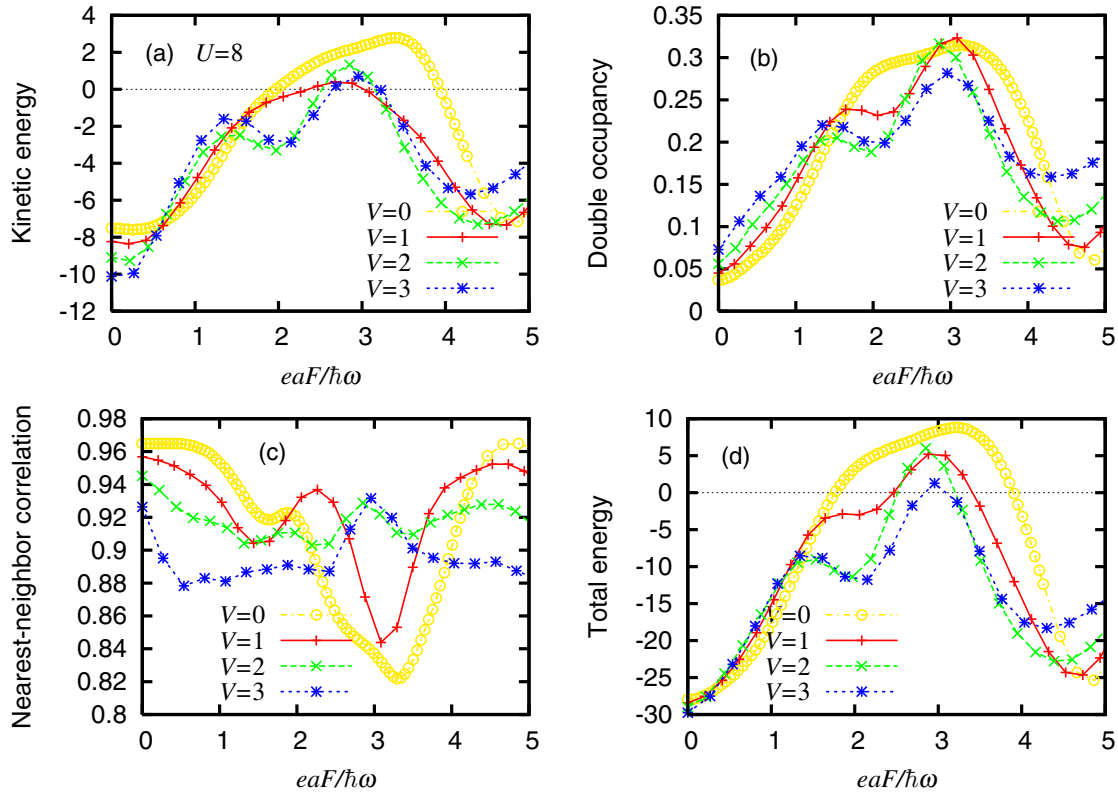 (a) U=8
Kinetic energy
4
2
0
-2
-4
-6
-8
-10
-12
V=0
V=1
V=2
V=3
0 1 2 3 4 5
eaF/ħω
(b)
Double occupancy
0.35
0.3
0.25
0.2
0.15
0.1
0.05
0
V=0
V=1
V=2
V=3
0 1 2 3 4 5
eaF/ħω
(c)
Nearest-neighbor correlation
0.98
0.96
0.94
0.92
0.9
0.88
0.86
0.84
0.82
0.8
V=0
V=1
V=2
V=3
0 1 2 3 4 5
eaF/ħω
(d)
Total energy
10
5
0
-5
-10
-15
-20
-25
-30
V=0
V=1
V=2
V=3
0 1 2 3 4 5
eaF/ħω